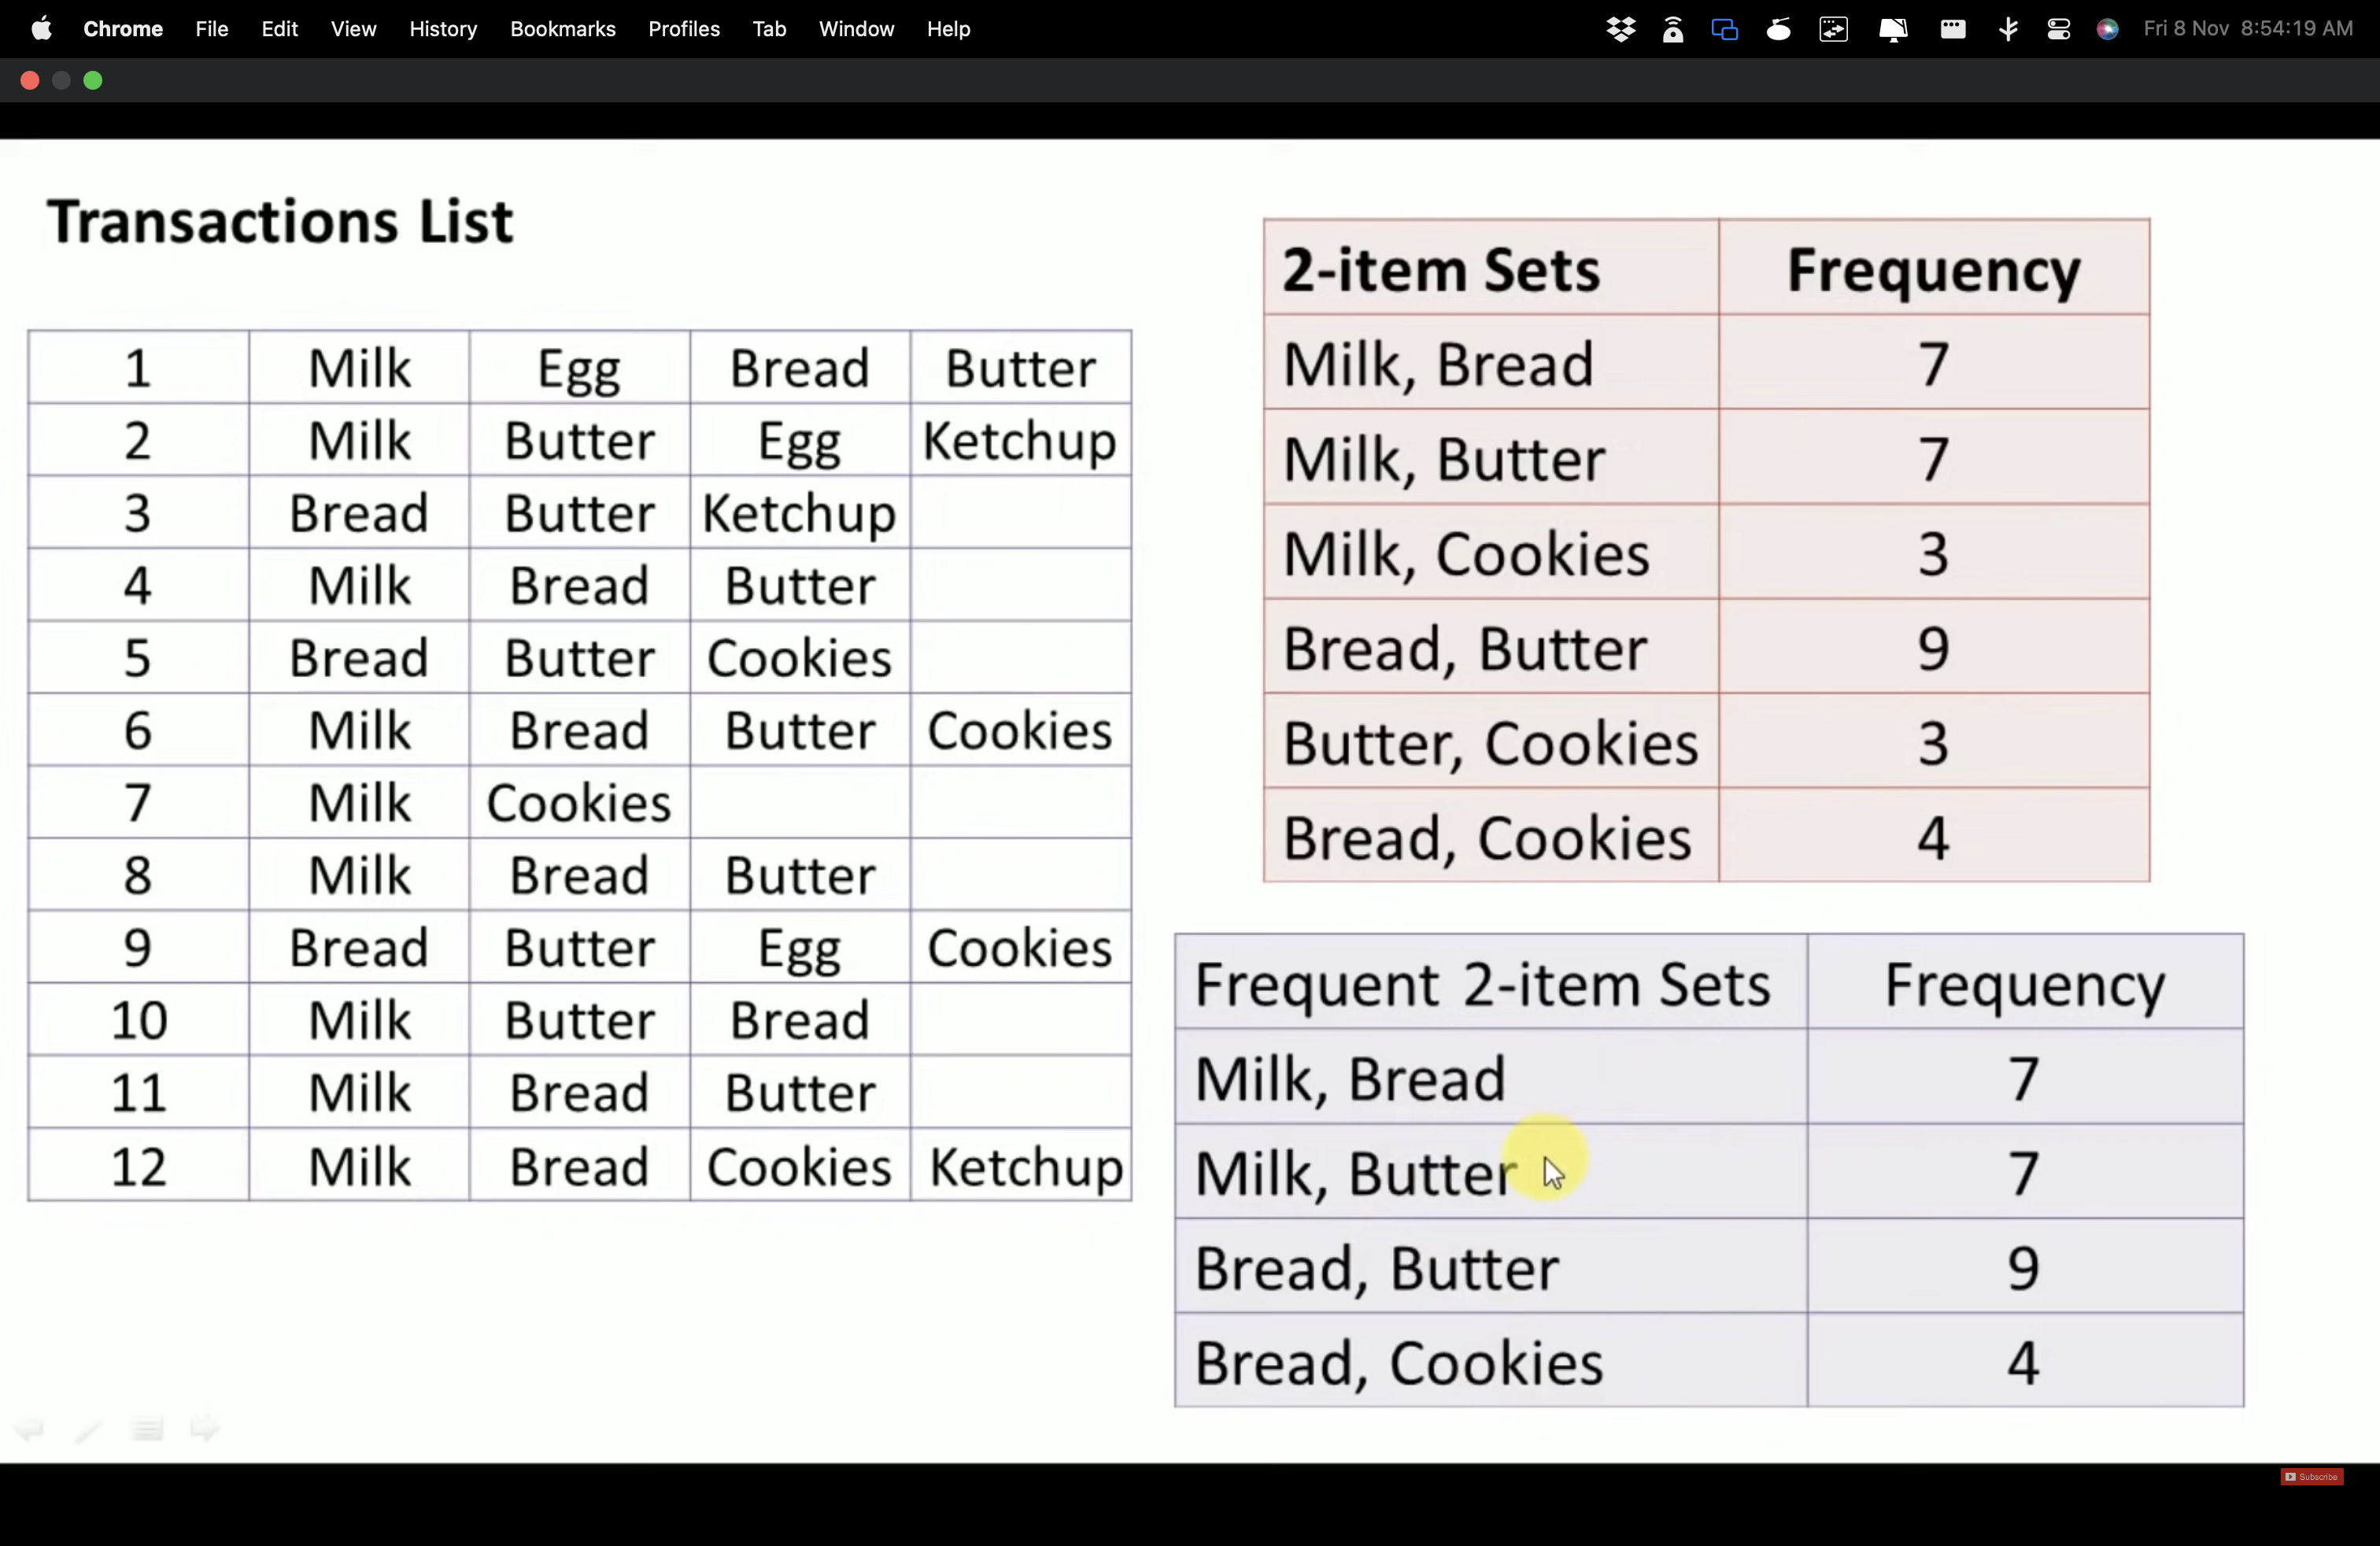 Chrome File Edit View History Bookmarks Profiles Tab Window Help Fri 8 Nov 8:54:19 AM
Transactions List
1 Milk Egg Bread Butter
2 Milk Butter Egg Ketchup
3 Bread Butter Ketchup
4 Milk Bread Butter
5 Bread Butter Cookies
6 Milk Bread Butter Cookies
7 Milk Cookies
8 Milk Bread Butter
9 Bread Butter Egg Cookies
10 Milk Butter Bread
11 Milk Bread Butter
12 Milk Bread Cookies Ketchup
2-item Sets Frequency
Milk, Bread 7
Milk, Butter 7
Milk, Cookies 3
Bread, Butter 9
Butter, Cookies 3
Bread, Cookies 4
Frequent 2-item Sets Frequency
Milk, Bread 7
Milk, Butter 7
Bread, Butter 9
Bread, Cookies 4
Subscribe